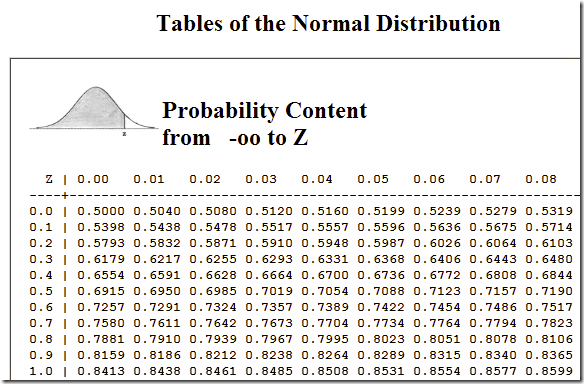 Tables of the Normal Distribution
Probability Content
from -oo to Z
z
Z | 0.00 0.01 0.02 0.03 0.04 0.05 0.06 0.07 0.08
----+------------------------------------------------------
0.0 | 0.5000 0.5040 0.5080 0.5120 0.5160 0.5199 0.5239 0.5279 0.5319
0.1 | 0.5398 0.5438 0.5478 0.5517 0.5557 0.5596 0.5636 0.5675 0.5714
0.2 | 0.5793 0.5832 0.5871 0.5910 0.5948 0.5987 0.6026 0.6064 0.6103
0.3 | 0.6179 0.6217 0.6255 0.6293 0.6331 0.6368 0.6406 0.6443 0.6480
0.4 | 0.6554 0.6591 0.6628 0.6664 0.6700 0.6736 0.6772 0.6808 0.6844
0.5 | 0.6915 0.6950 0.6985 0.7019 0.7054 0.7088 0.7123 0.7157 0.7190
0.6 | 0.7257 0.7291 0.7324 0.7357 0.7389 0.7422 0.7454 0.7486 0.7517
0.7 | 0.7580 0.7611 0.7642 0.7673 0.7704 0.7734 0.7764 0.7794 0.7823
0.8 | 0.7881 0.7910 0.7939 0.7967 0.7995 0.8023 0.8051 0.8078 0.8106
0.9 | 0.8159 0.8186 0.8212 0.8238 0.8264 0.8289 0.8315 0.8340 0.8365
1.0 | 0.8413 0.8438 0.8461 0.8485 0.8508 0.8531 0.8554 0.8577 0.8599